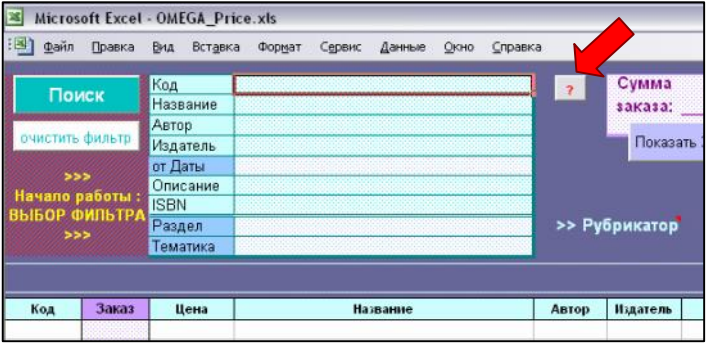 Microsoft Excel - OMEGA_Price.xls
Файл Правка Вид Вставка Формат Сервис Данные Окно Справка
Поиск
очистить фильтр
>>>
Начало работы :
ВЫБОР ФИЛЬТРА
>>>
Код
Название
Автор
Издатель
от Даты
Описание
ISBN
Раздел
Тематика
?
Сумма
заказа:
Показать
>> Рубрикатор
Код Заказ Цена Название Автор Издатель